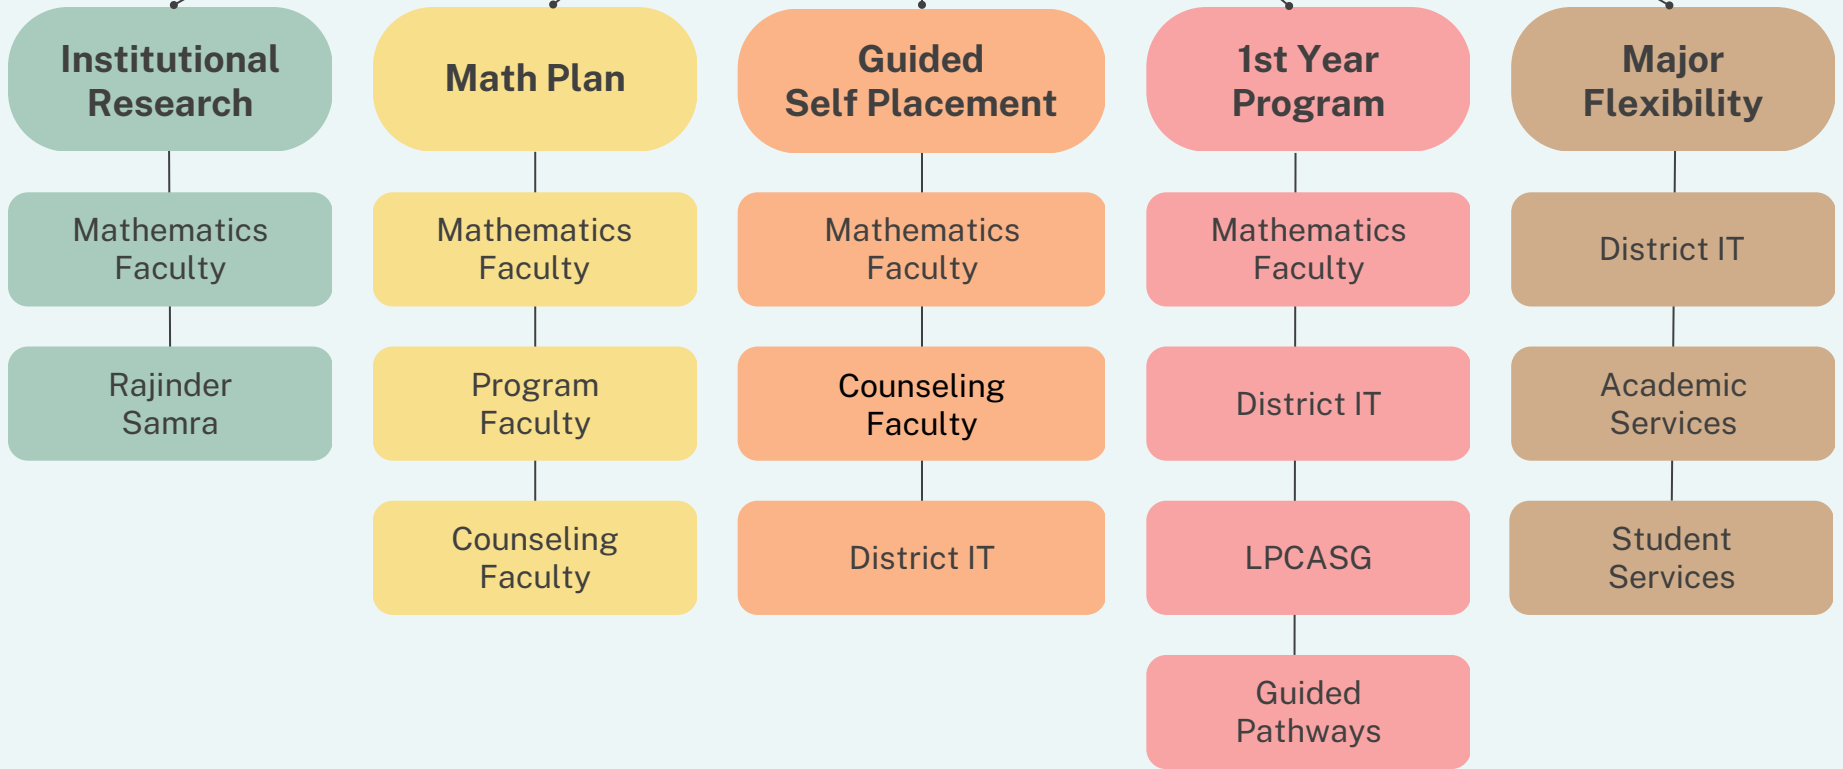 Institutional
Research
Mathematics
Faculty
Rajinder
Samra
Math Plan
Mathematics
Faculty
Program
Faculty
Counseling
Faculty
Guided
Self Placement
Mathematics
Faculty
Counseling
Faculty
District IT
1st Year
Program
Mathematics
Faculty
District IT
LPCASG
Guided
Pathways
Major
Flexibility
District IT
Academic
Services
Student
Services